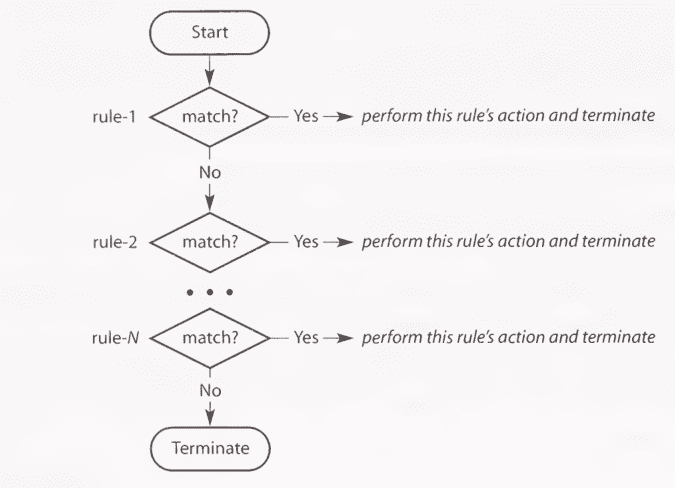 Start
rule-1 match? Yes perform this rule's action and terminate
No
rule-2 match? Yes perform this rule's action and terminate
• • •
rule-N match? Yes perform this rule's action and terminate
No
Terminate